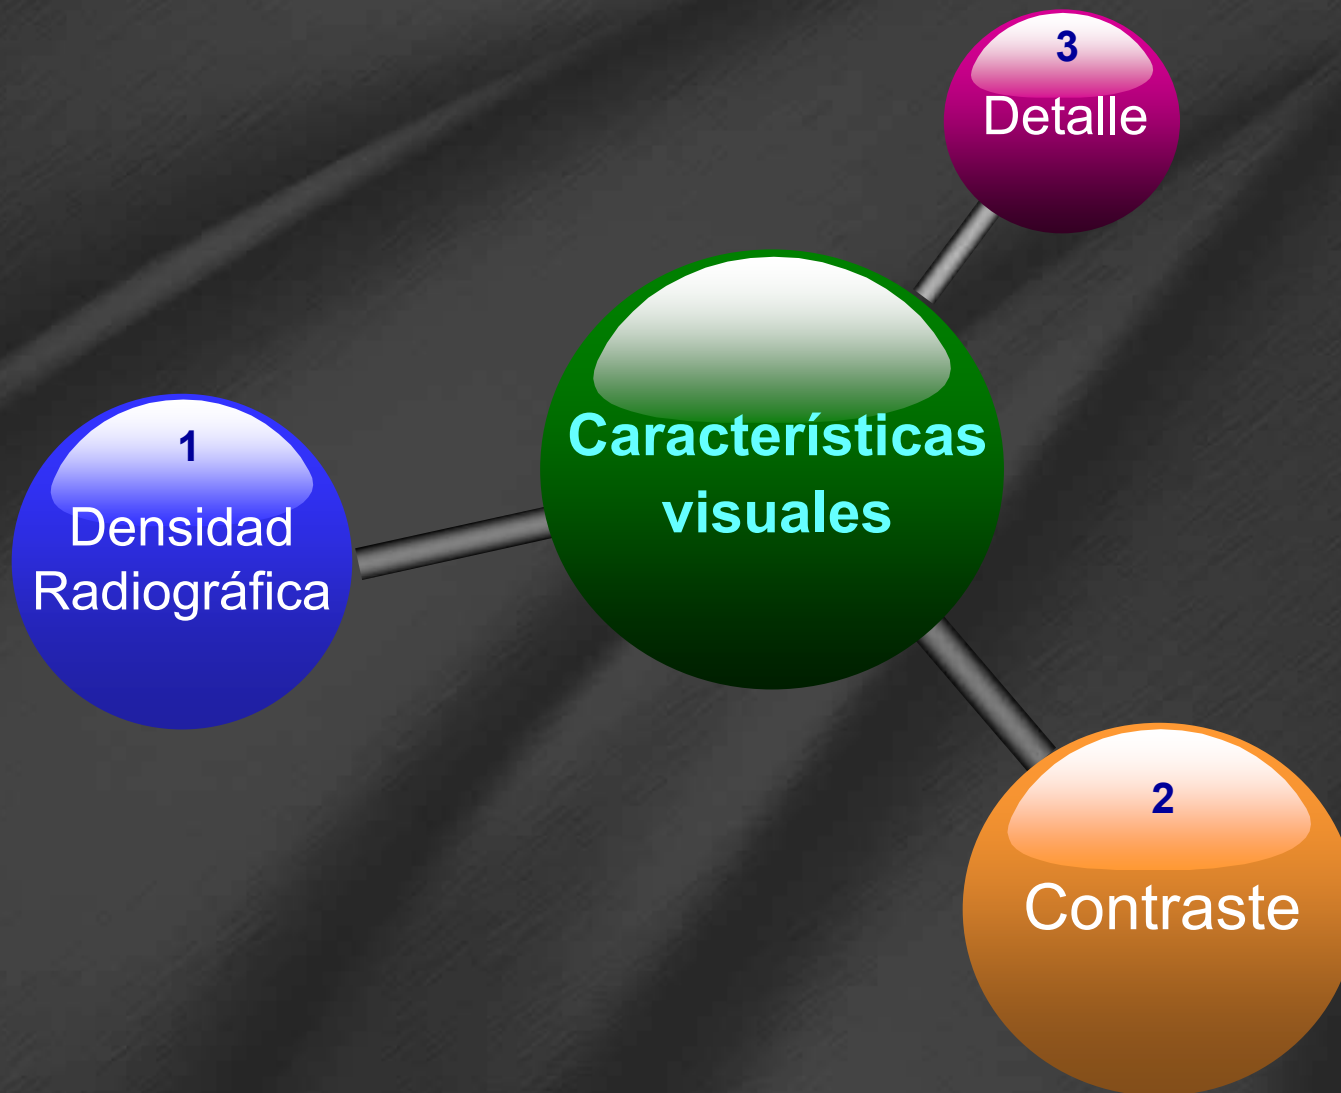 3
Detalle
Características
visuales
1
Densidad
Radiográfica
2
Contraste